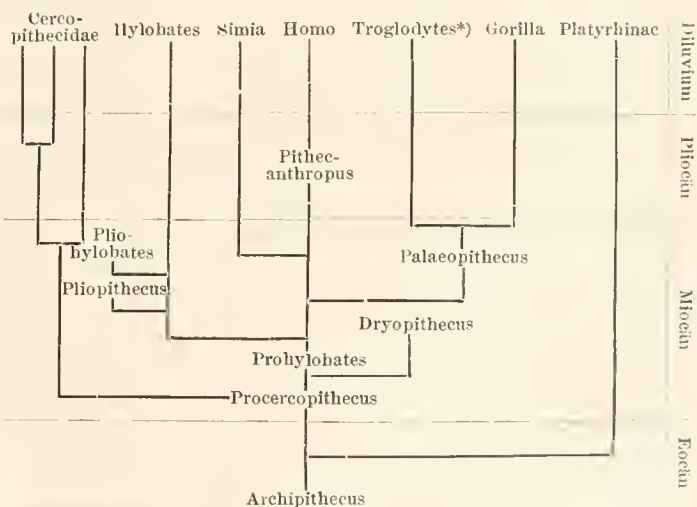 Cerco-
pithecidae
Hylobates
Simia
Homo
Troglodytes*)
Gorilla
Platyrhinae
Diluvium
Pithec-
anthropus
Pliocän
Plio-
hylobates
Palaeopithecus
Pliopithecus
Dryopithecus
Miocän
Prohylobates
Procercopithecus
Eocän
Archipithecus